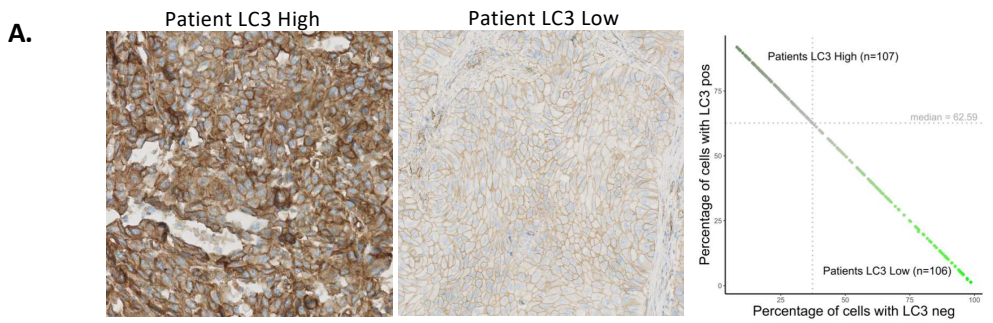 A.
Patient LC3 High
Patient LC3 Low
Percentage of cells with LC3 pos
75
50
25
0
Patients LC3 High (n=107)
median = 62.59
Patients LC3 Low (n=106)
25
50
75
100
Percentage of cells with LC3 neg